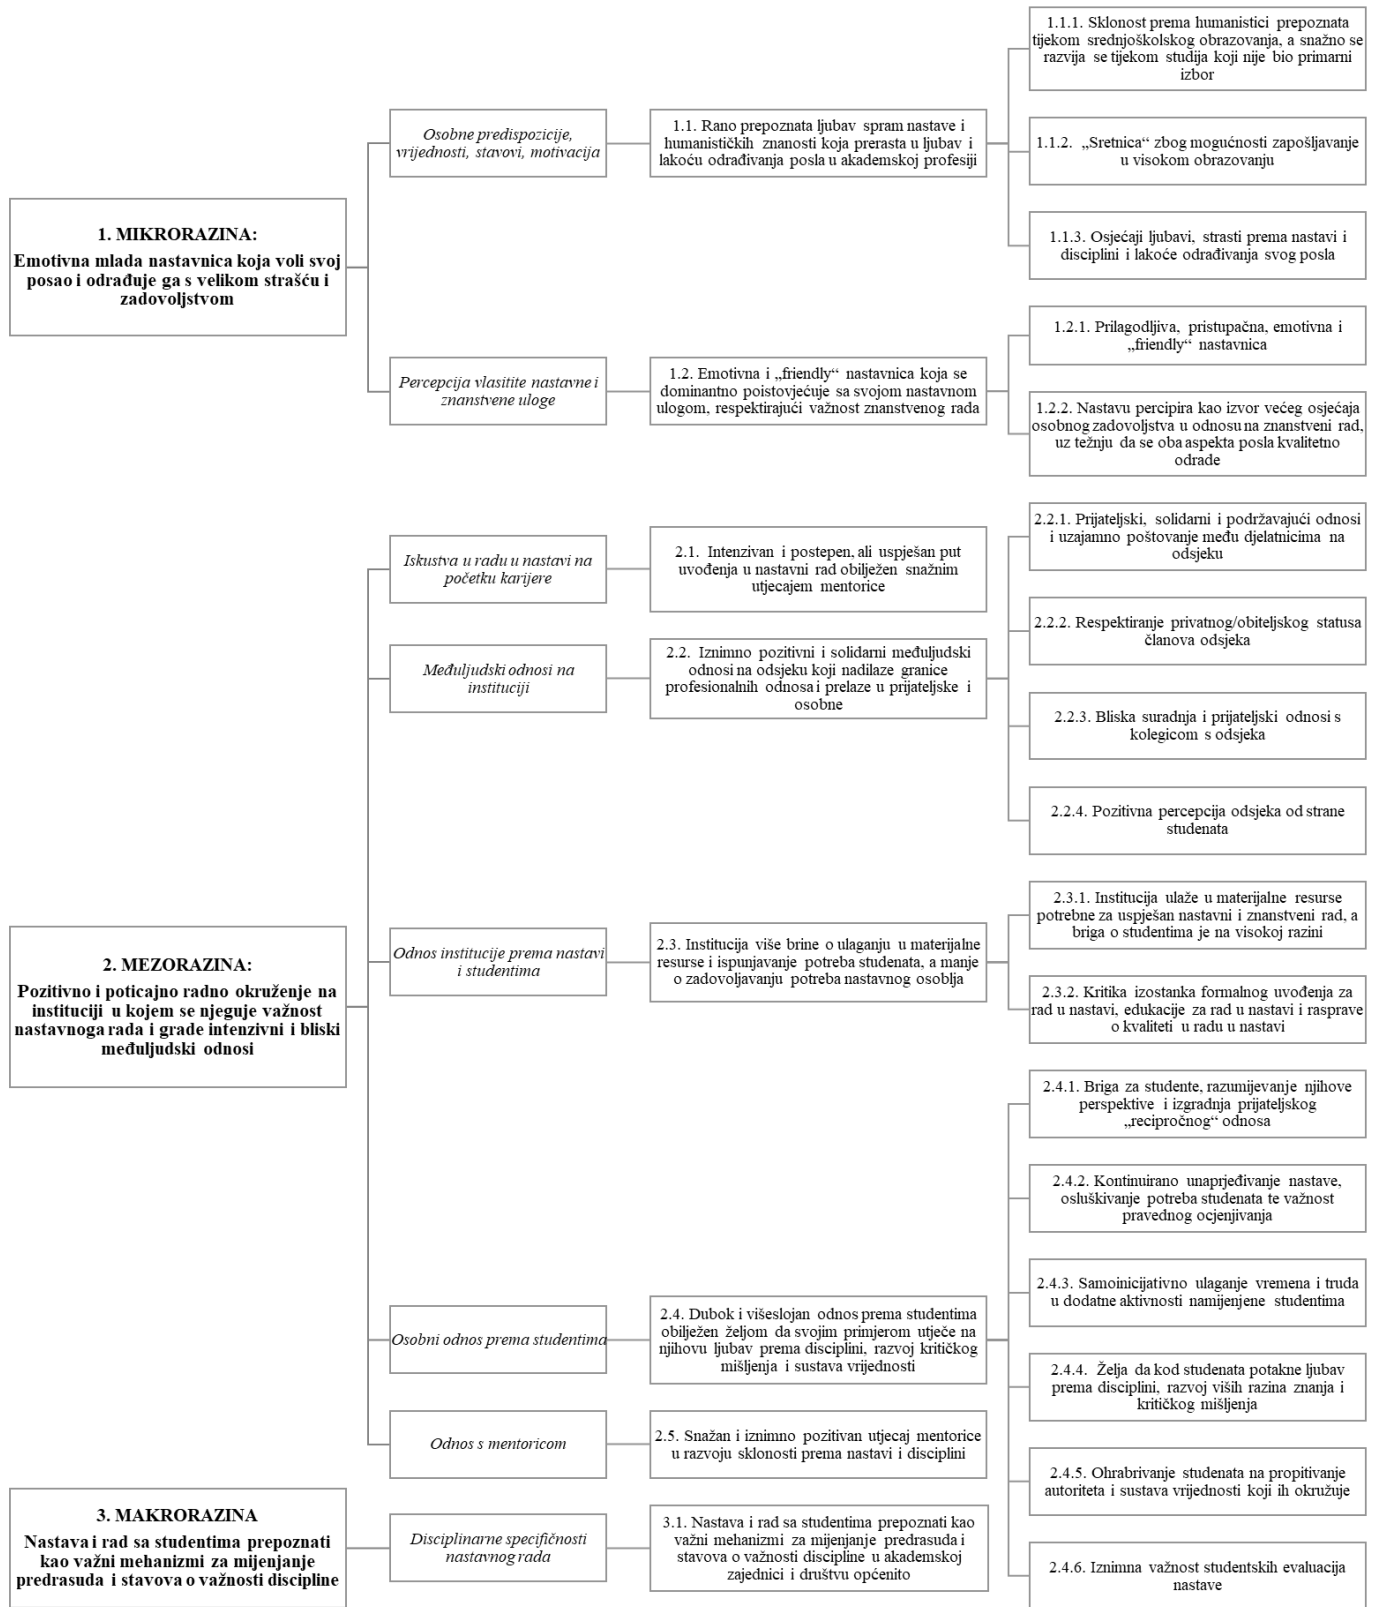 1. MIKRORAZINA:
Emotivna mlada nastavnica koja voli svoj
posao i odrađuje ga s velikom strašću i
zadovoljstvom
Osobne predispozicije,
vrijednosti, stavovi, motivacija
1.1. Rano prepoznata ljubav spram nastave i
humanističkih znanosti koja prerasta u ljubav i
lakoću odrađivanja posla u akademskoj profesiji
1.1.1. Sklonost prema humanistici prepoznata
tijekom srednjoškolskog obrazovanja, a snažno se
razvija se tijekom studija koji nije bio primarni
izbor
1.1.2. „Sretnica“ zbog mogućnosti zapošljavanje
u visokom obrazovanju
1.1.3. Osjećaji ljubavi, strasti prema nastavi i
disciplini i lakoće odrađivanja svog posla
Percepcija vlasitite nastavne i
znanstvene uloge
1.2. Emotivna i „friendly“ nastavnica koja se
dominantno poistovjećuje sa svojom nastavnom
ulogom, respektirajući važnost znanstvenog rada
1.2.1. Prilagodljiva, pristupačna, emotivna i
„friendly“ nastavnica
1.2.2. Nastavu percipira kao izvor većeg osjećaja
osobnog zadovoljstva u odnosu na znanstveni rad,
uz težnju da se oba aspekta posla kvalitetno
odrade
2. MEZORAZINA:
Pozitivno i poticajno radno okruženje na
instituciji u kojem se njeguje važnost
nastavnoga rada i grade intenzivni i bliski
međuljudski odnosi
Iskustva u radu u nastavi na
početku karijere
2.1. Intenzivan i postepen, ali uspješan put
uvođenja u nastavni rad obilježen snažnim
utjecajem mentorice
Međuljudski odnosi na
instituciji
2.2. Iznimno pozitivni i solidarni međuljudski
odnosi na odsjeku koji nadilaze granice
profesionalnih odnosa i prelaze u prijateljske i
osobne
2.2.1. Prijateljski, solidarni i podržavajući odnosi
i uzajamno poštovanje među djelatnicima na
odsjeku
2.2.2. Respektiranje privatnog/obiteljskog statusa
članova odsjeka
2.2.3. Bliska suradnja i prijateljski odnosi s
kolegicom s odsjeka
2.2.4. Pozitivna percepcija odsjeka od strane
studenata
Odnos institucije prema nastavi
i studentima
2.3. Institucija više brine o ulaganju u materijalne
resurse i ispunjavanje potreba studenata, a manje
o zadovoljavanju potreba nastavnog osoblja
2.3.1. Institucija ulaže u materijalne resurse
potrebne za uspješan nastavni i znanstveni rad, a
briga o studentima je na visokoj razini
2.3.2. Kritika izostanka formalnog uvođenja za
rad u nastavi, edukacije za rad u nastavi i rasprave
o kvaliteti u radu u nastavi
Osobni odnos prema studentima
2.4. Dubok i višeslojan odnos prema studentima
obilježen željom da svojim primjerom utječe na
njihovu ljubav prema disciplini, razvoj kritičkog
mišljenja i sustava vrijednosti
2.4.1. Briga za studente, razumijevanje njihove
perspektive i izgradnja prijateljskog
„recipročnog“ odnosa
2.4.2. Kontinuirano unaprjeđivanje nastave,
osluškivanje potreba studenata te važnost
pravednog ocjenjivanja
2.4.3. Samoinicijativno ulaganje vremena i truda
u dodatne aktivnosti namijenjene studentima
2.4.4. Želja da kod studenata potakne ljubav
prema disciplini, razvoj viših razina znanja i
kritičkog mišljenja
2.4.5. Ohrabrivanje studenata na propitivanje
autoriteta i sustava vrijednosti koji ih okružuje
2.4.6. Iznimna važnost studentskih evaluacija
nastave
Odnos s mentoricom
2.5. Snažan i iznimno pozitivan utjecaj mentorice
u razvoju sklonosti prema nastavi i disciplini
3. MAKRORAZINA
Nastava i rad sa studentima prepoznati
kao važni mehanizmi za mijenjanje
predrasuda i stavova o važnosti discipline
Disciplinarne specifičnosti
nastavnog rada
3.1. Nastava i rad sa studentima prepoznati kao
važni mehanizmi za mijenjanje predrasuda i
stavova o važnosti discipline u akademskoj
zajednici i društvu općenito